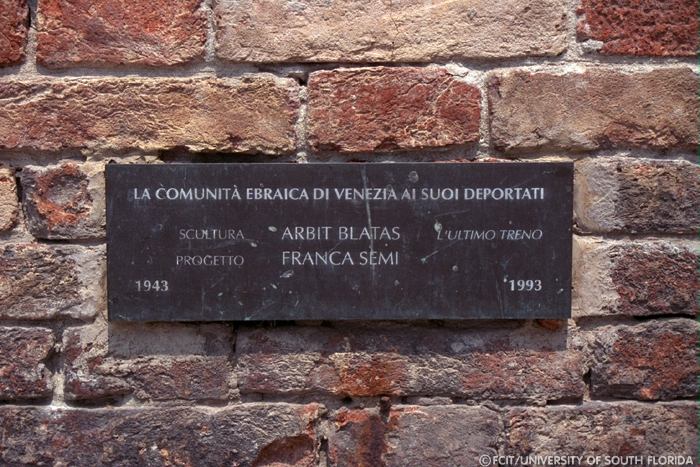 LA COMUNITÀ EBRAICA DI VENEZIA AI SUOI DEPORTATI
SCULTURA ARBIT BLATAS L'ULTIMO TRENO
PROGETTO FRANCA SEMI
1943 1993
©FCIT/UNIVERSITY OF SOUTH FLORIDA